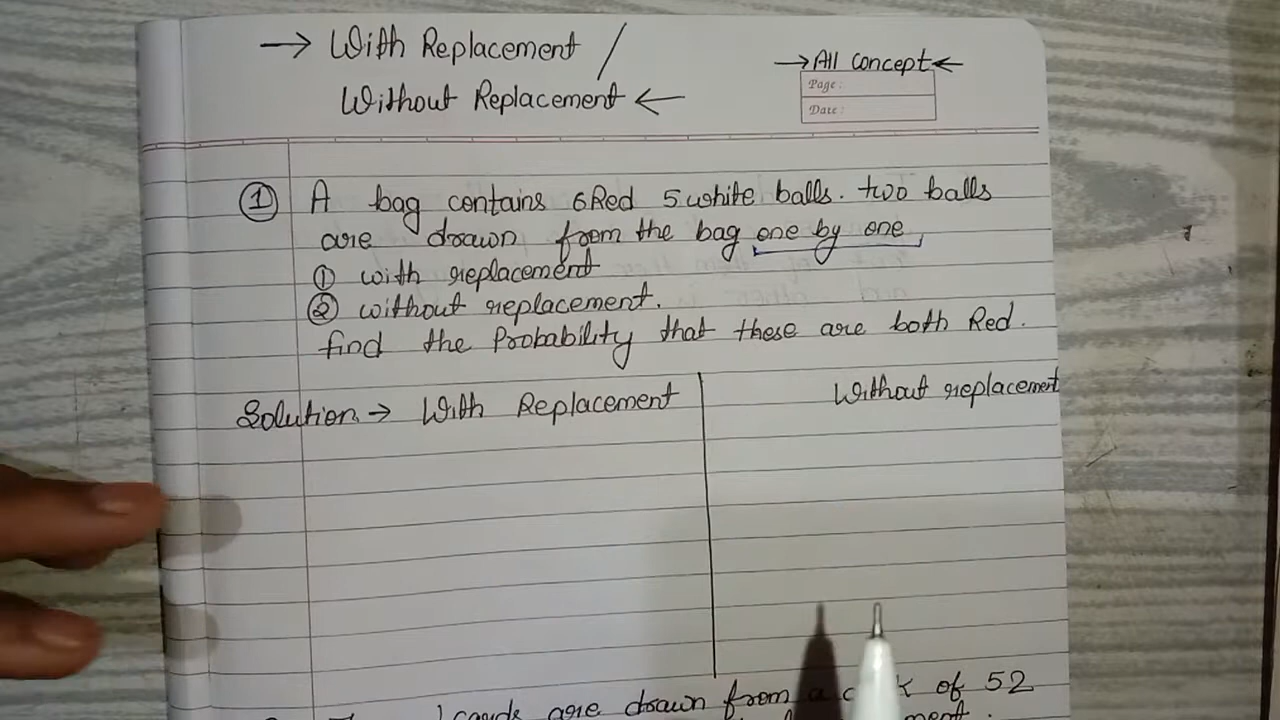 → With Replacement /
Without Replacement ←
→ All concept ←
Page :
Date :
① A bag contains 6Red 5 white balls. two balls
are drawn from the bag one by one
① with replacement
② without replacement.
find the Probability that these are both Red.
Solution → With Replacement
Without replacement
cards are drawn from a of 52